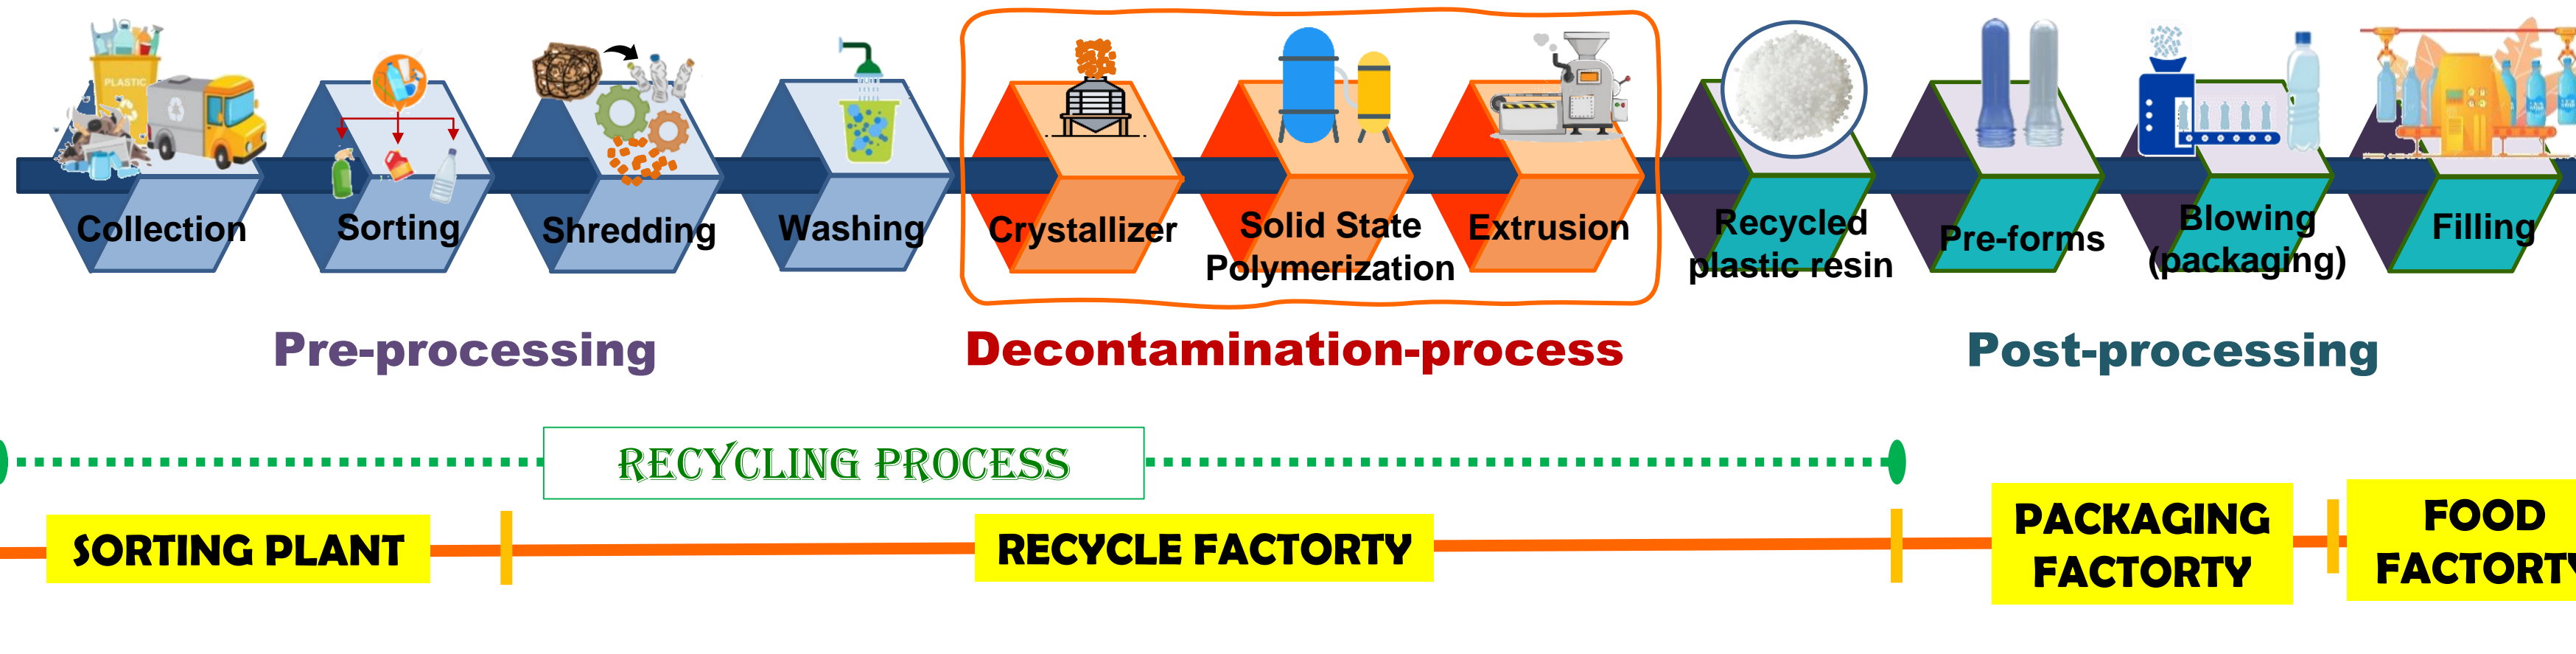 PLASTIC
Collection
Sorting
Shredding
Washing
Crystallizer
Solid State
Polymerization
Extrusion
Recycled
plastic resin
Pre-forms
Blowing
(packaging)
Filling
Pre-processing
Decontamination-process
Post-processing
RECYCLING PROCESS
SORTING PLANT
RECYCLE FACTORTY
PACKAGING
FACTORTY
FOOD
FACTORTY